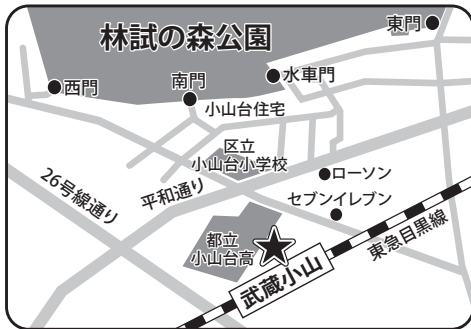 東門
林試の森公園
水車門
南門
西門
小山台住宅
区立
小山台小学校
ローソン
平和通り
セブンイレブン
26号線通り
都立
小山台高
東急目黒線
武蔵小山